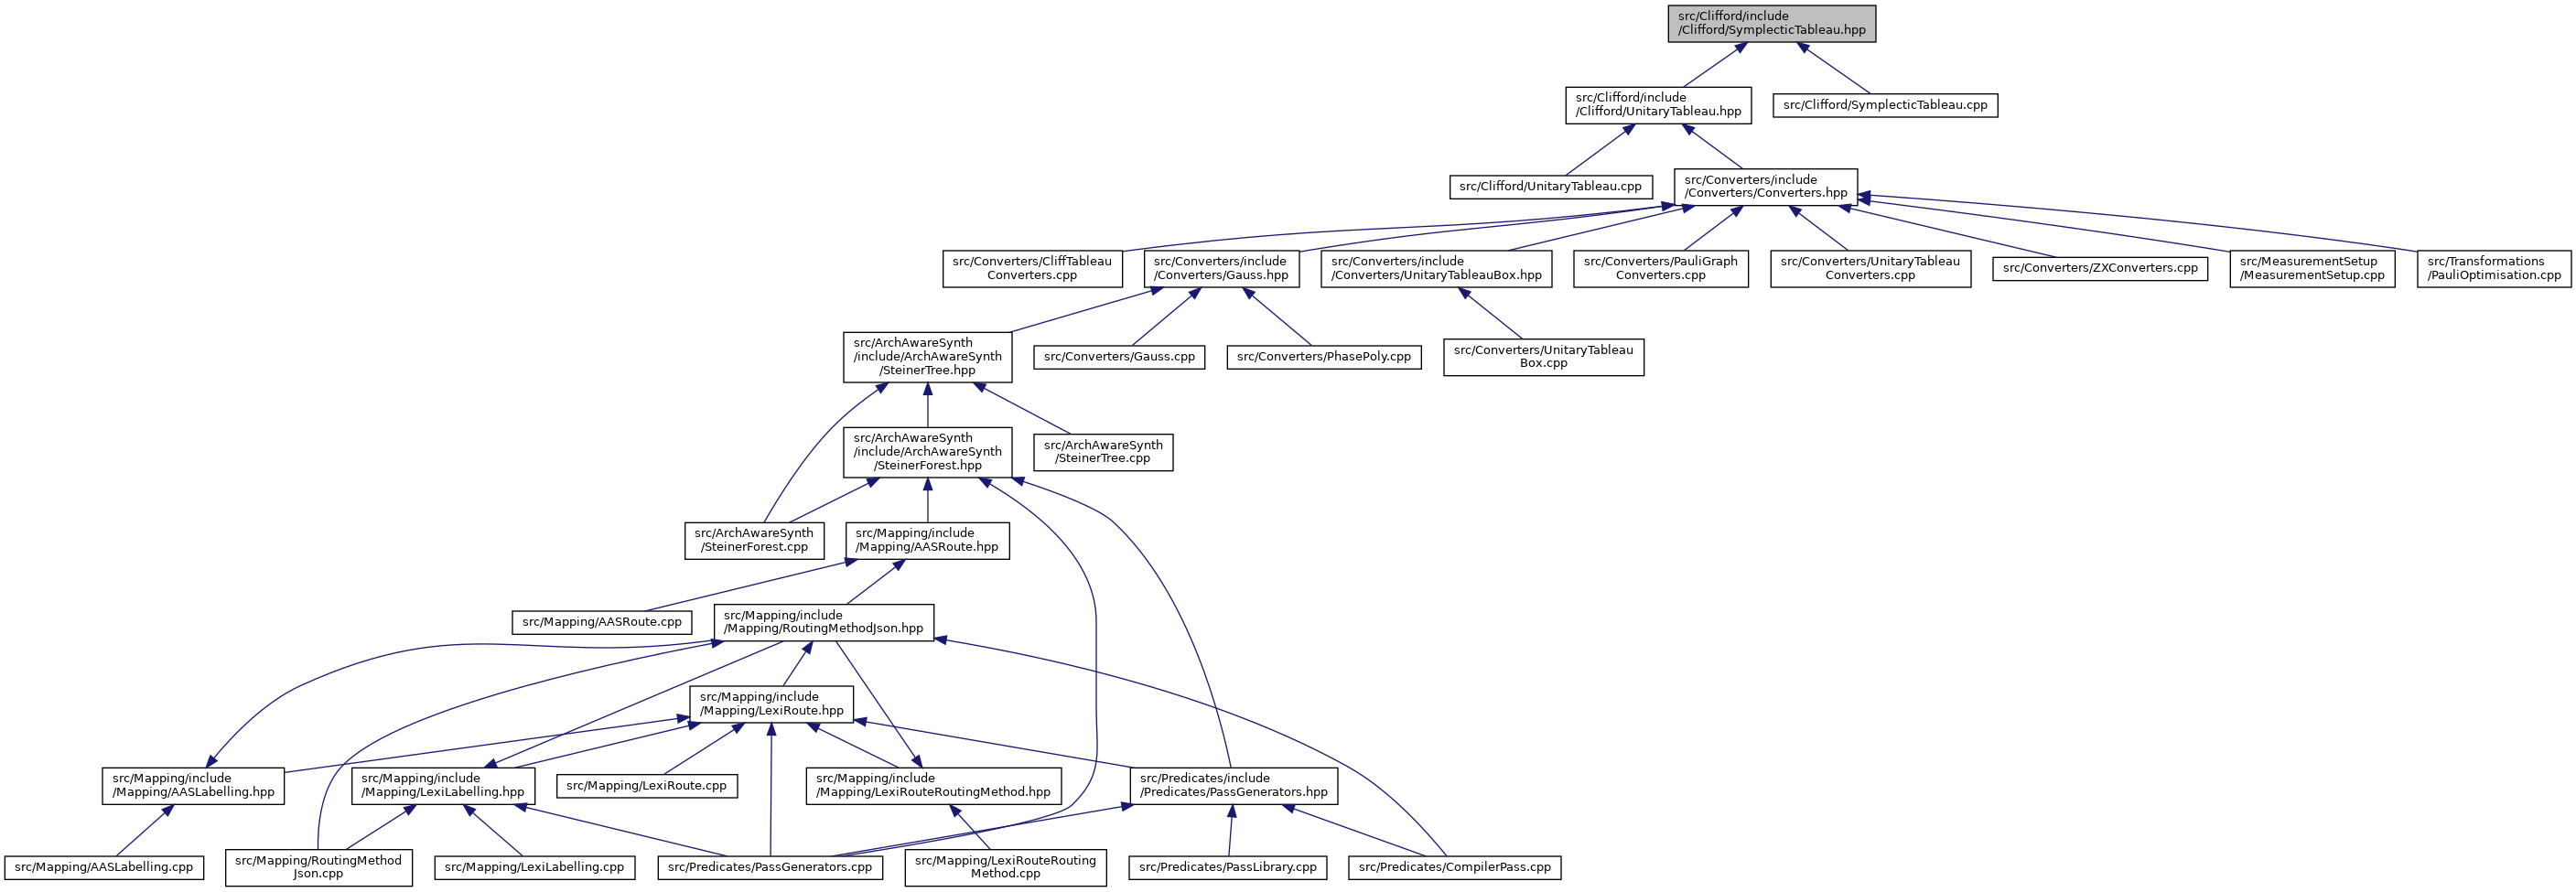 src/Clifford/include
/Clifford/SymplecticTableau.hpp
src/Clifford/include
/Clifford/UnitaryTableau.hpp
src/Clifford/SymplecticTableau.cpp
src/Clifford/UnitaryTableau.cpp
src/Converters/include
/Converters/Converters.hpp
src/Converters/CliffTableau
Converters.cpp
src/Converters/include
/Converters/Gauss.hpp
src/Converters/include
/Converters/UnitaryTableauBox.hpp
src/Converters/PauliGraph
Converters.cpp
src/Converters/UnitaryTableau
Converters.cpp
src/Converters/ZXConverters.cpp
src/MeasurementSetup
/MeasurementSetup.cpp
src/Transformations
/PauliOptimisation.cpp
src/ArchAwareSynth
/include/ArchAwareSynth
/SteinerTree.hpp
src/Converters/Gauss.cpp
src/Converters/PhasePoly.cpp
src/Converters/UnitaryTableau
Box.cpp
src/ArchAwareSynth
/include/ArchAwareSynth
/SteinerForest.hpp
src/ArchAwareSynth
/SteinerTree.cpp
src/ArchAwareSynth
/SteinerForest.cpp
src/Mapping/include
/Mapping/AASRoute.hpp
src/Mapping/AASRoute.cpp
src/Mapping/include
/Mapping/RoutingMethodJson.hpp
src/Mapping/include
/Mapping/LexiRoute.hpp
src/Mapping/include
/Mapping/AASLabelling.hpp
src/Mapping/include
/Mapping/LexiLabelling.hpp
src/Mapping/LexiRoute.cpp
src/Mapping/include
/Mapping/LexiRouteRoutingMethod.hpp
src/Predicates/include
/Predicates/PassGenerators.hpp
src/Mapping/AASLabelling.cpp
src/Mapping/RoutingMethod
Json.cpp
src/Mapping/LexiLabelling.cpp
src/Predicates/PassGenerators.cpp
src/Mapping/LexiRouteRouting
Method.cpp
src/Predicates/PassLibrary.cpp
src/Predicates/CompilerPass.cpp